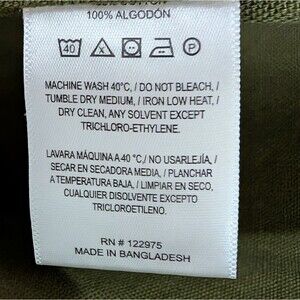 100% ALGODÓN
40 P
MACHINE WASH 40°C, / DO NOT BLEACH, /
TUMBLE DRY MEDIUM, / IRON LOW HEAT, /
DRY CLEAN, ANY SOLVENT EXCEPT
TRICHLORO-ETHYLENE.
LAVARA MÁQUINA A 40 °C / NO USARLEJÍA, /
SECAR EN SECADORA MEDIA, / PLANCHAR
A TEMPERATURA BAJA, / LIMPIAR EN SECO,
CUALQUIER DISOLVENTE EXCEPTO
TRICLOROETILENO.
RN # 122975
MADE IN BANGLADESH